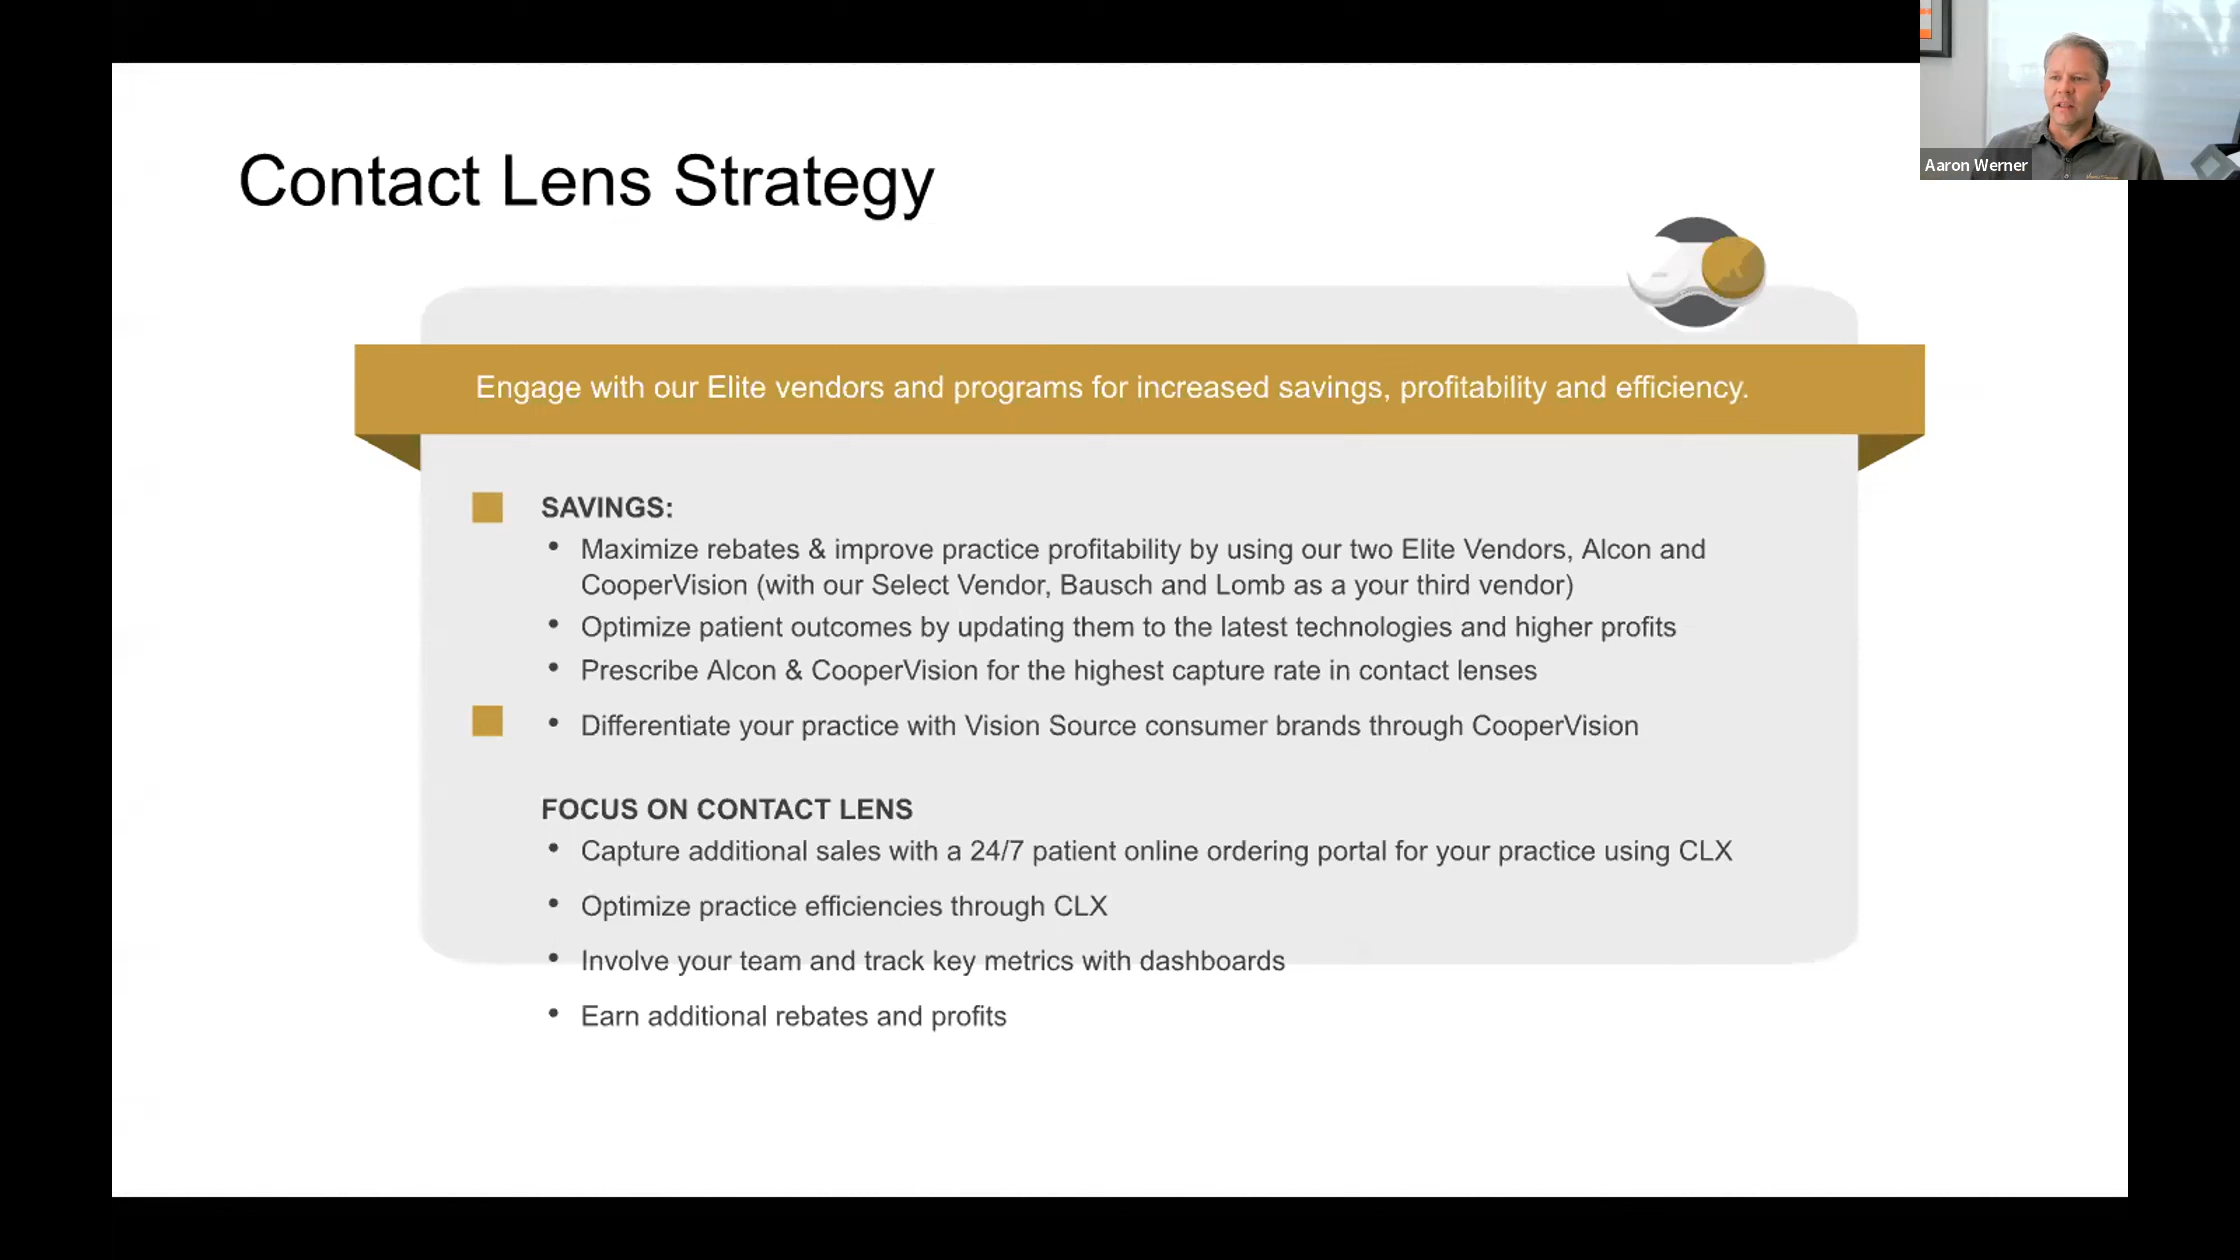 Aaron Werner
Contact Lens Strategy
Engage with our Elite vendors and programs for increased savings, profitability and efficiency.
SAVINGS:
• Maximize rebates & improve practice profitability by using our two Elite Vendors, Alcon and
CooperVision (with our Select Vendor, Bausch and Lomb as a your third vendor)
• Optimize patient outcomes by updating them to the latest technologies and higher profits
• Prescribe Alcon & CooperVision for the highest capture rate in contact lenses
• Differentiate your practice with Vision Source consumer brands through CooperVision
FOCUS ON CONTACT LENS
• Capture additional sales with a 24/7 patient online ordering portal for your practice using CLX
• Optimize practice efficiencies through CLX
• Involve your team and track key metrics with dashboards
• Earn additional rebates and profits